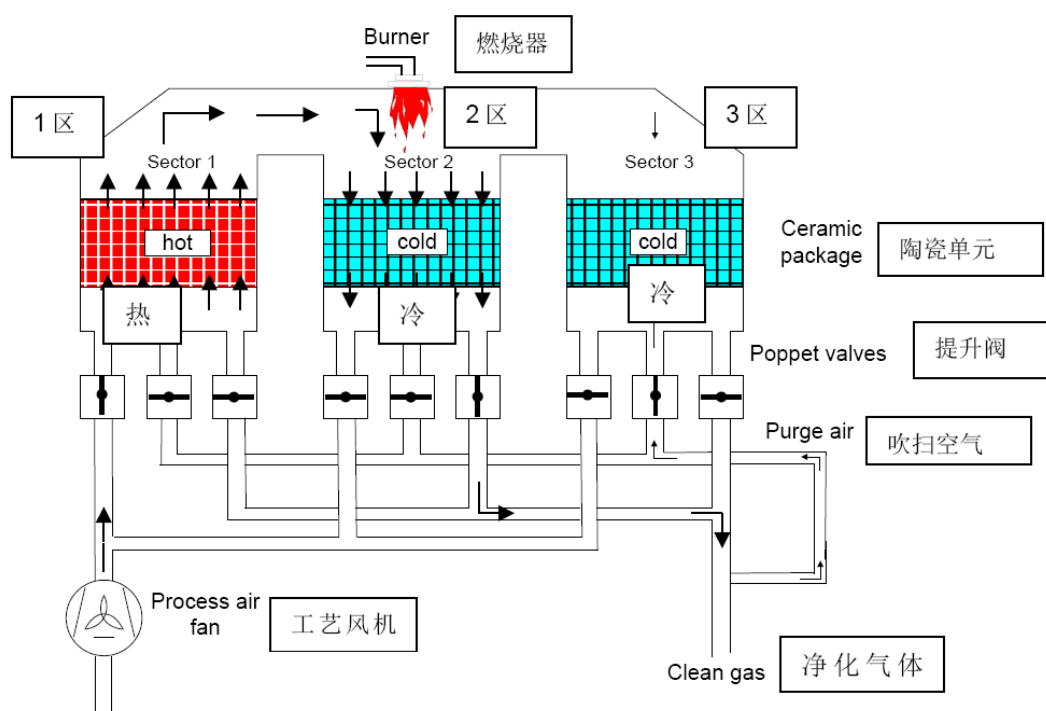 Burner
燃烧器
1区
2区
3区
Sector 1
Sector 2
Sector 3
hot
cold
cold
Ceramic
package
陶瓷单元
热
冷
冷
Poppet valves
提升阀
Purge air
吹扫空气
Process air
fan
工艺风机
Clean gas
净化气体